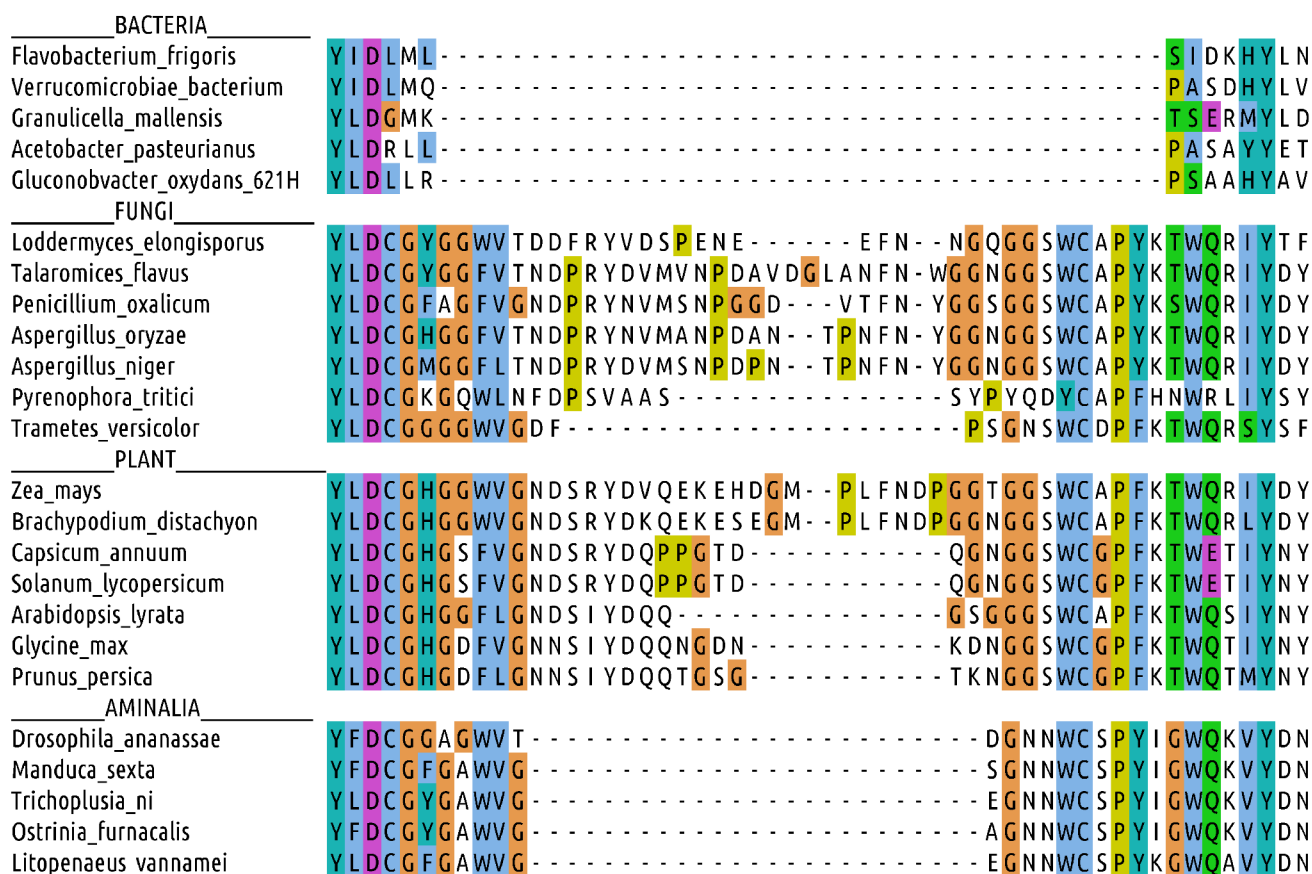 BACTERIA
Flavobacterium_frigoris YIDLML----------------------------------------SIDKHYLN
Verrucomicrobiae_bacterium YIDLMQ----------------------------------------PASDHYLV
Granulicella_mallensis YLDGMK----------------------------------------TSERMYLD
Acetobacter_pasteurianus YLDRLL----------------------------------------PASAYYET
Gluconobvacter_oxydans_621H YLDLLR----------------------------------------PSAAHYAV
FUNGI
Loddermyces_elongisporus YLDCGYGGWVTDDFRYVDSPENE------EFN--NGQGGSWCAPYKTWQRIYTF
Talaromices_flavus YLDCGYGGFVTNDPRYDVMVNPDAVDGLANFN-WGGNGGSWCAPYKTWQRIYDY
Penicillium_oxalicum YLDCGFAGFVGNDPRYNVMSNPGGD---VTFN-YGGSGGSWCAPYKSWQRIYDY
Aspergillus_oryzae YLDCGHGGFVTNDPRYNVMANPDAN--TPNFN-YGGNGGSWCAPYKTWQRIYDY
Aspergillus_niger YLDCGMGGFLTNDPRYDVMSNPDPN--TPNFN-YGGNGGSWCAPYKTWQRIYDY
Pyrenophora_tritici YLDCGKGQWLNFDPSVAAS---------------SYPYQDYCAPFHNWRLIYSY
Trametes_versicolor YLDCGGGGWVGDF----------------------PSGNSWCDPFKTWQRSYSF
PLANT
Zea_mays YLDCGHGGWVGNDSRYDVQEKEHDGM--PLFNDPGGTGGSWCAPFKTWQRIYDY
Brachypodium_distachyon YLDCGHGGWVGNDSRYDKQEKESEGM--PLFNDPGGNGGSWCAPFKTWQRLYDY
Capsicum_annuum YLDCGHGSFVGNDSRYDQPPGTD-----------QGNGGSWCGPFKTWETIYNY
Solanum_lycopersicum YLDCGHGSFVGNDSRYDQPPGTD-----------QGNGGSWCGPFKTWETIYNY
Arabidopsis_lyrata YLDCGHGGFLGNDSIYDQQ---------------GSGGGSWCAPFKTWQSIYNY
Glycine_max YLDCGHGDFVGNNSIYDQQNGDN-----------KDNGGSWCGPFKTWQTIYNY
Prunus_persica YLDCGHGDFLGNNSIYDQQTGSG-----------TKNGGSWCGPFKTWQTMYNY
AMINALIA
Drosophila_ananassae YFDCGGAGWVT-------------------------DGNNWCSPYIGWQKVYDN
Manduca_sexta YFDCGFGAWVG-------------------------SGNNWCSPYIGWQKVYDN
Trichoplusia_ni YLDCGYGAWVG-------------------------EGNNWCSPYIGWQKVYDN
Ostrinia_furnacalis YFDCGYGAWVG-------------------------AGNNWCSPYIGWQKVYDN
Litopenaeus_vannamei YLDCGFGAWVG-------------------------EGNNWCSPYKGWQAVYDN